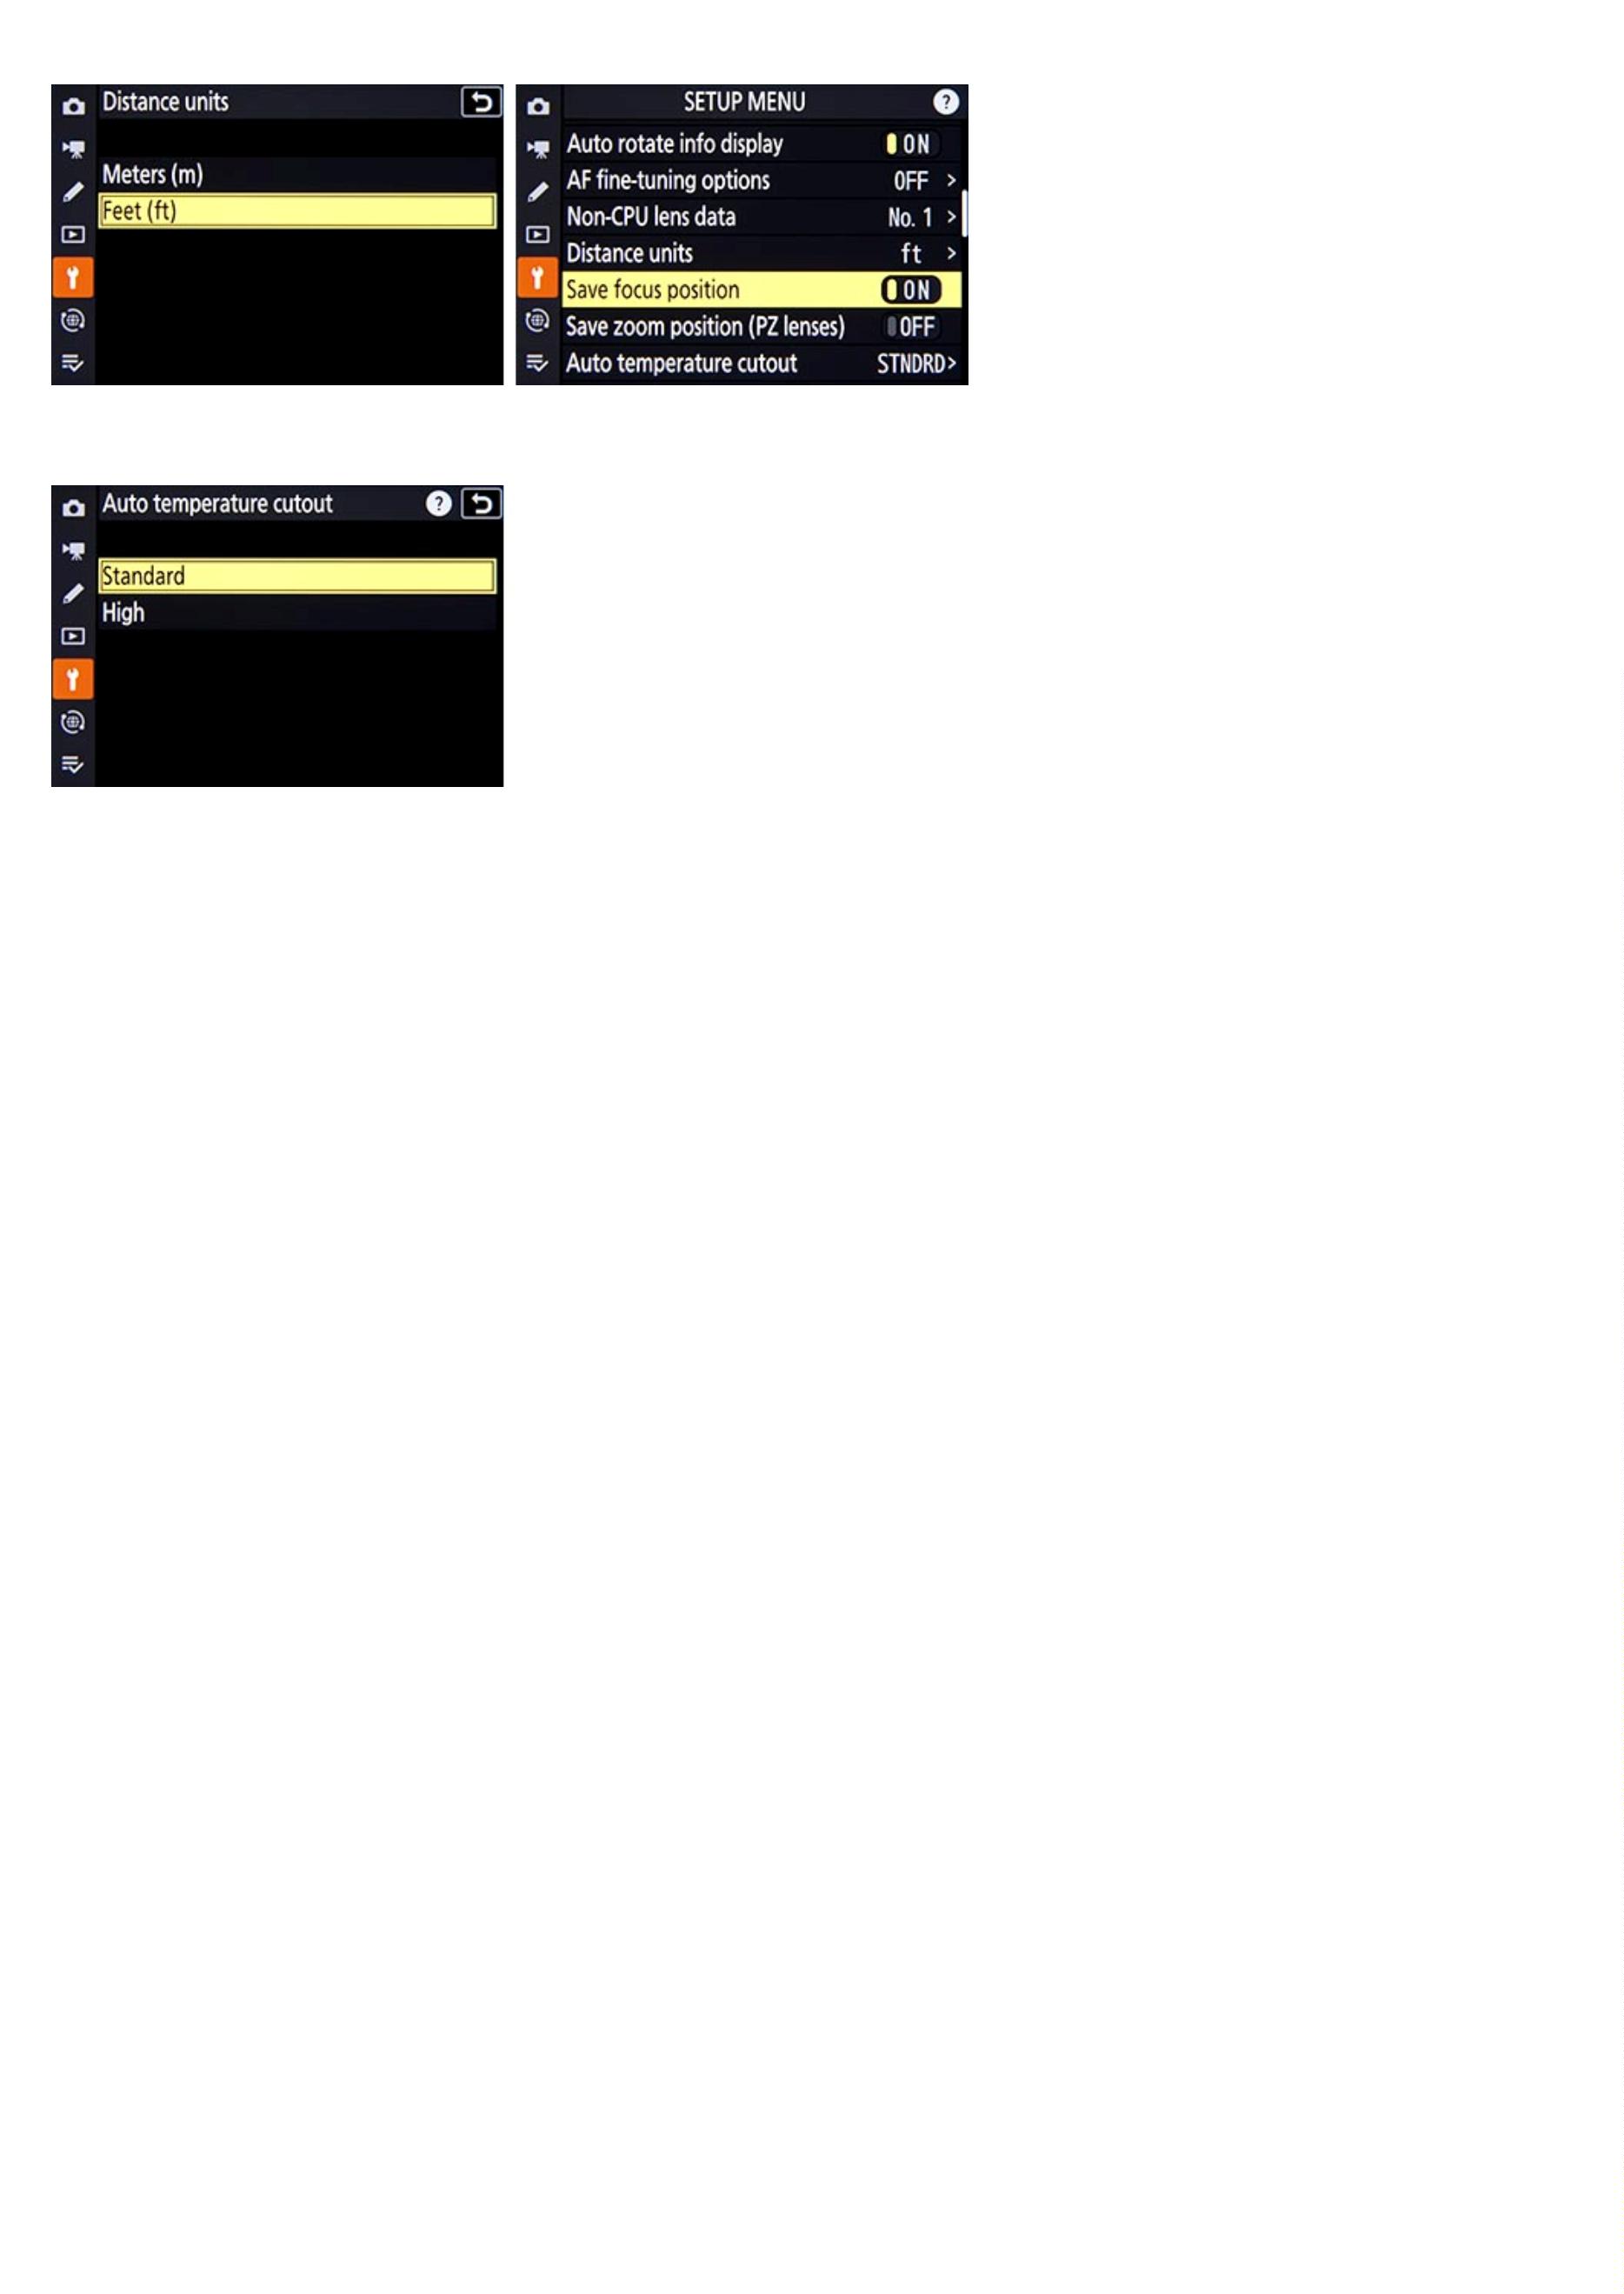 Distance units
Meters (m)
Feet (ft)
SETUP MENU ?
Auto rotate info display ON
AF fine-tuning options OFF >
Non-CPU lens data No. 1 >
Distance units ft >
Save focus position ON
Save zoom position (PZ lenses) OFF
Auto temperature cutout STNDRD>
Auto temperature cutout ?
Standard
High